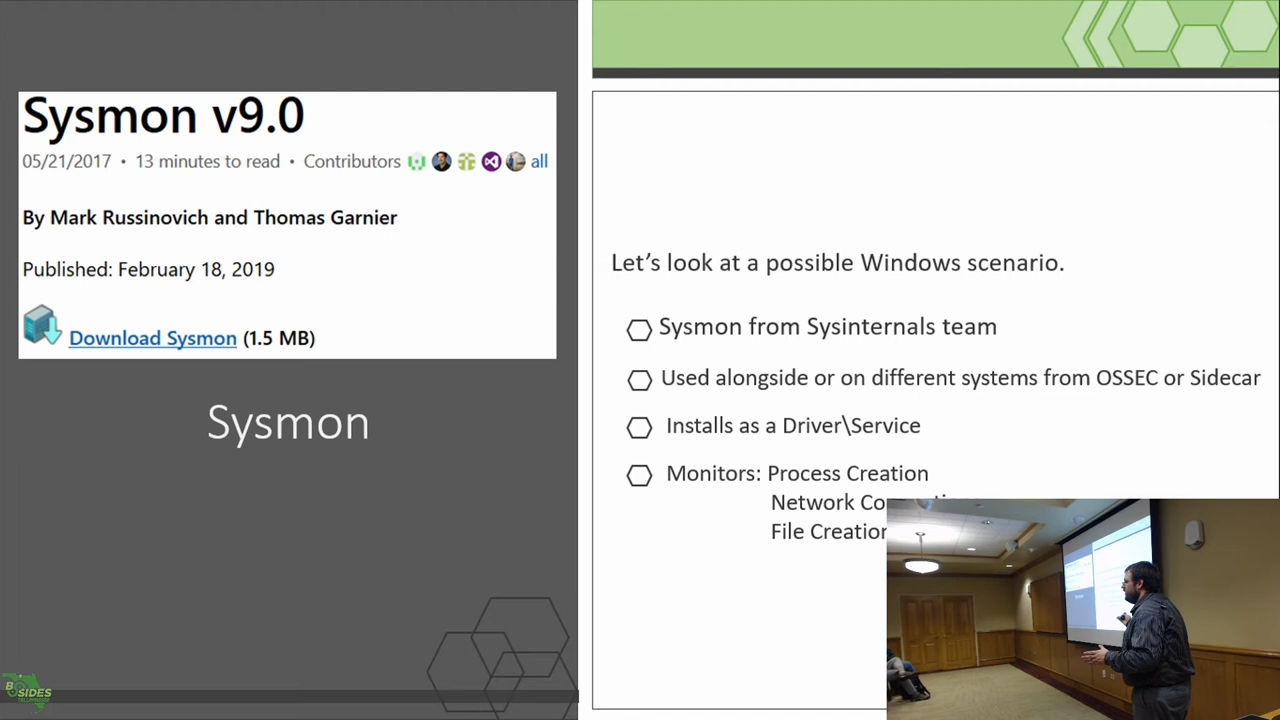 Sysmon v9.0
05/21/2017 • 13 minutes to read • Contributors all
By Mark Russinovich and Thomas Garnier
Published: February 18, 2019
Download Sysmon (1.5 MB)
Sysmon
Let's look at a possible Windows scenario.
Sysmon from Sysinternals team
Used alongside or on different systems from OSSEC or Sidecar
Installs as a Driver\Service
Monitors: Process Creation
Network
File Creation
BSIDES